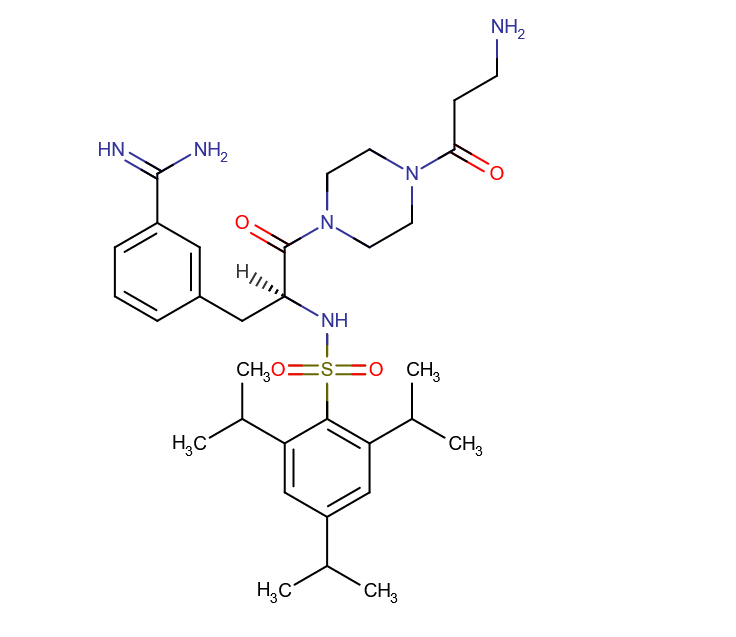 NH2
HN NH2
N O
O N
H
NH
CH3 O S O CH3
H3C CH3
H3C CH3